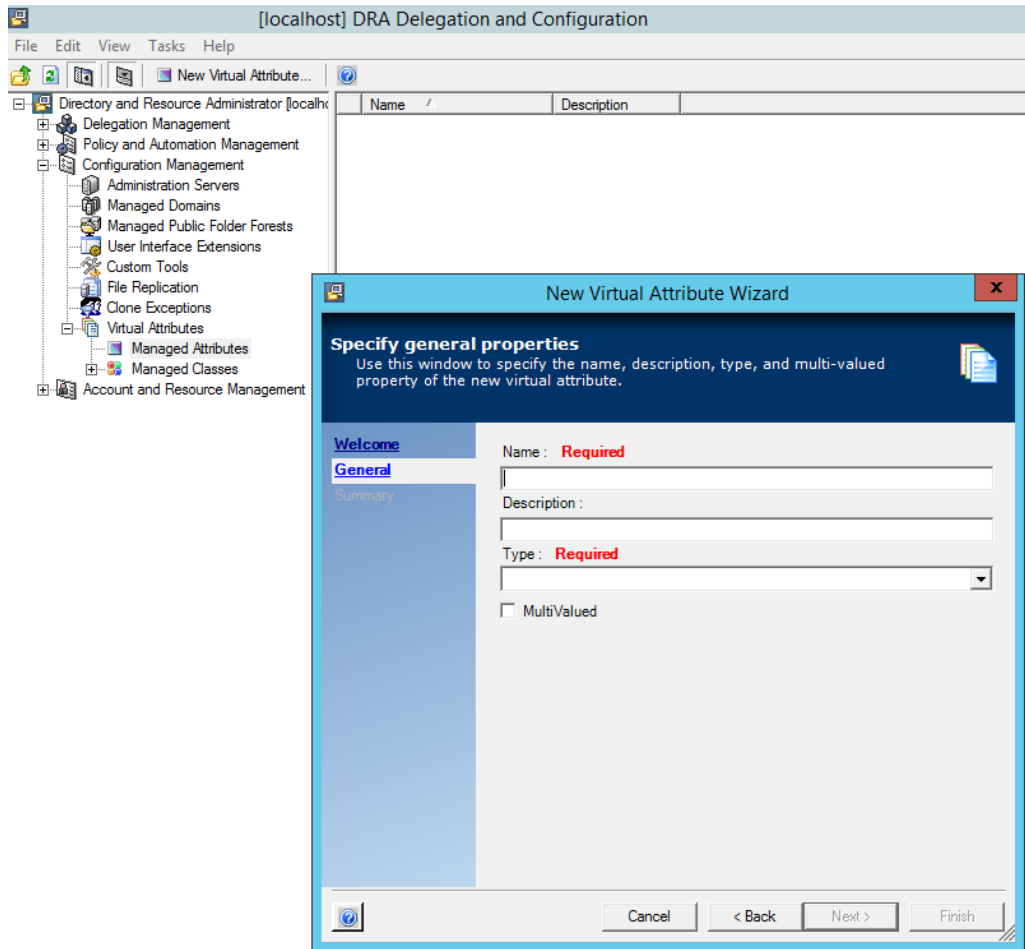 [localhost] DRA Delegation and Configuration
File Edit View Tasks Help
New Virtual Attribute...
Directory and Resource Administrator [localho
Delegation Management
Policy and Automation Management
Configuration Management
Administration Servers
Managed Domains
Managed Public Folder Forests
User Interface Extensions
Custom Tools
File Replication
Clone Exceptions
Virtual Attributes
Managed Attributes
Managed Classes
Account and Resource Management
Name Description
New Virtual Attribute Wizard
x
Specify general properties
Use this window to specify the name, description, type, and multi-valued
property of the new virtual attribute.
Welcome
General
Summary
Name : Required
Description :
Type : Required
MultiValued
Cancel < Back Next > Finish